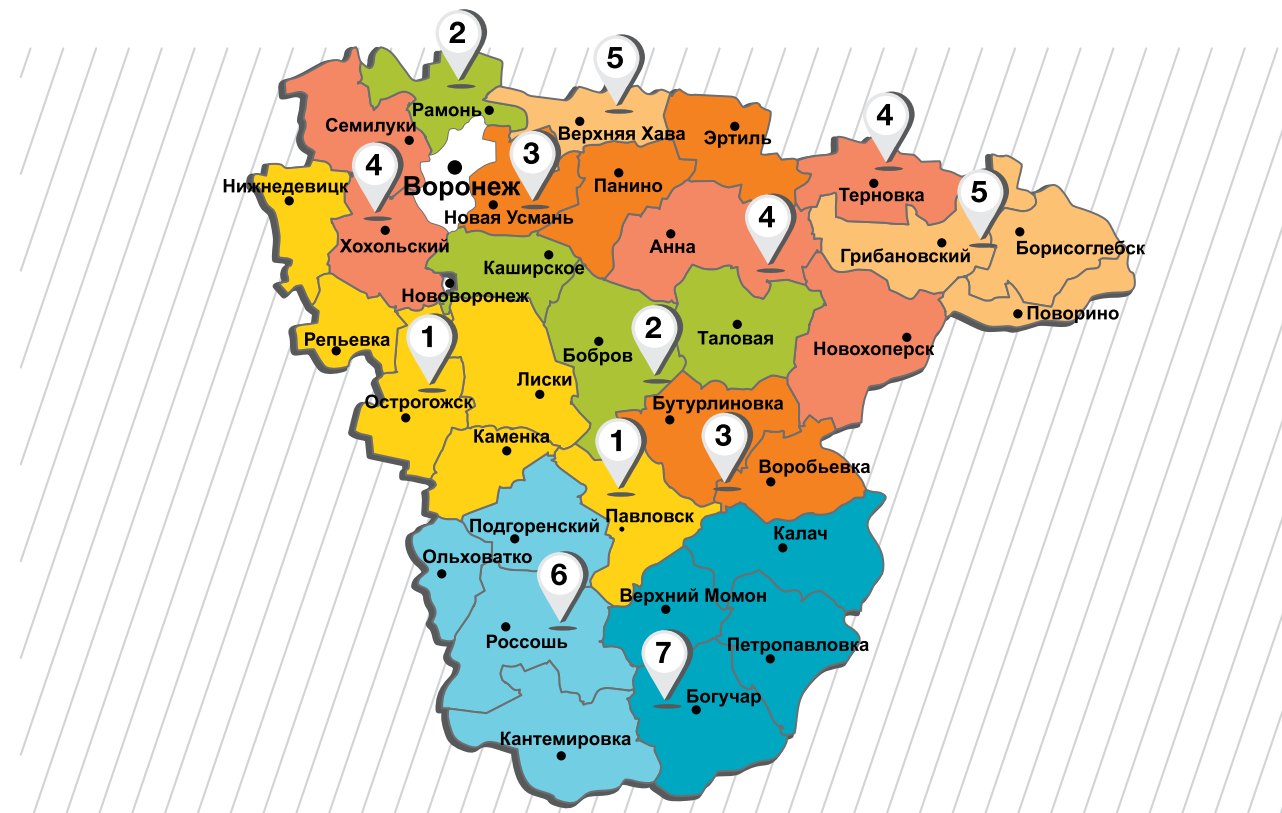 2
5
Рамонь
4
Семилуки
Верхняя Хава
Эртиль
3
4
Нижнедевицк
Воронеж
Панино
Терновка
5
Новая Усмань
4
Хохольский
Анна
Грибановский
Борисоглебск
Каширское
Нововоронеж
Поворино
1
Репьевка
2
Бобров
Таловая
Новохоперск
Лиски
Острогожск
Бутурлиновка
Каменка
1
3
Воробьевка
Павловск
Подгоренский
Калач
Ольховатко
6
Верхний Момон
Россошь
7
Петропавловка
Богучар
Кантемировка